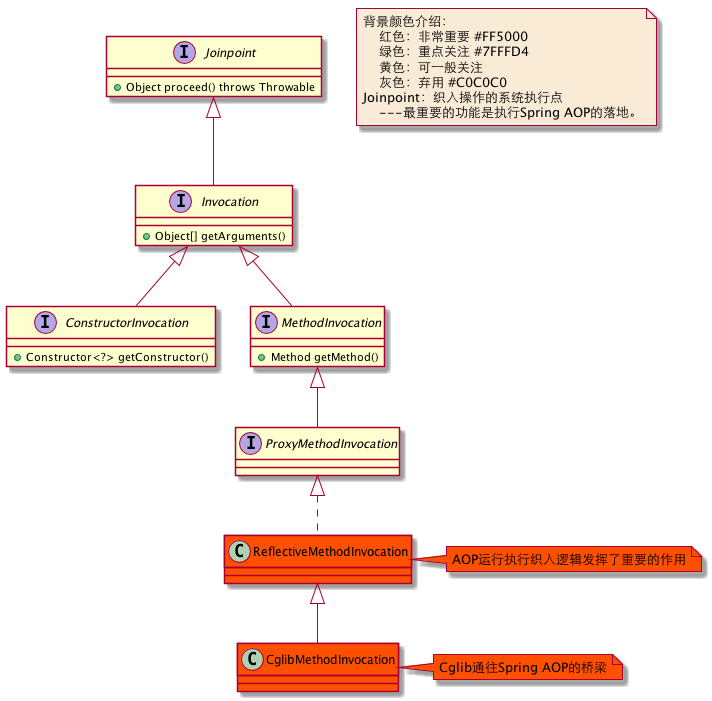 背景颜色介绍：
红色：非常重要 #FF5000
绿色：重点关注 #7FFFD4
黄色：可一般关注
灰色：弃用 #C0C0C0
Joinpoint：织入操作的系统执行点
---最重要的功能是执行Spring AOP的落地。
I Joinpoint
Object proceed() throws Throwable
I Invocation
Object[] getArguments()
I ConstructorInvocation
Constructor<?> getConstructor()
I MethodInvocation
Method getMethod()
I ProxyMethodInvocation
C ReflectiveMethodInvocation
AOP运行执行织入逻辑发挥了重要的作用
C CglibMethodInvocation
Cglib通往Spring AOP的桥梁